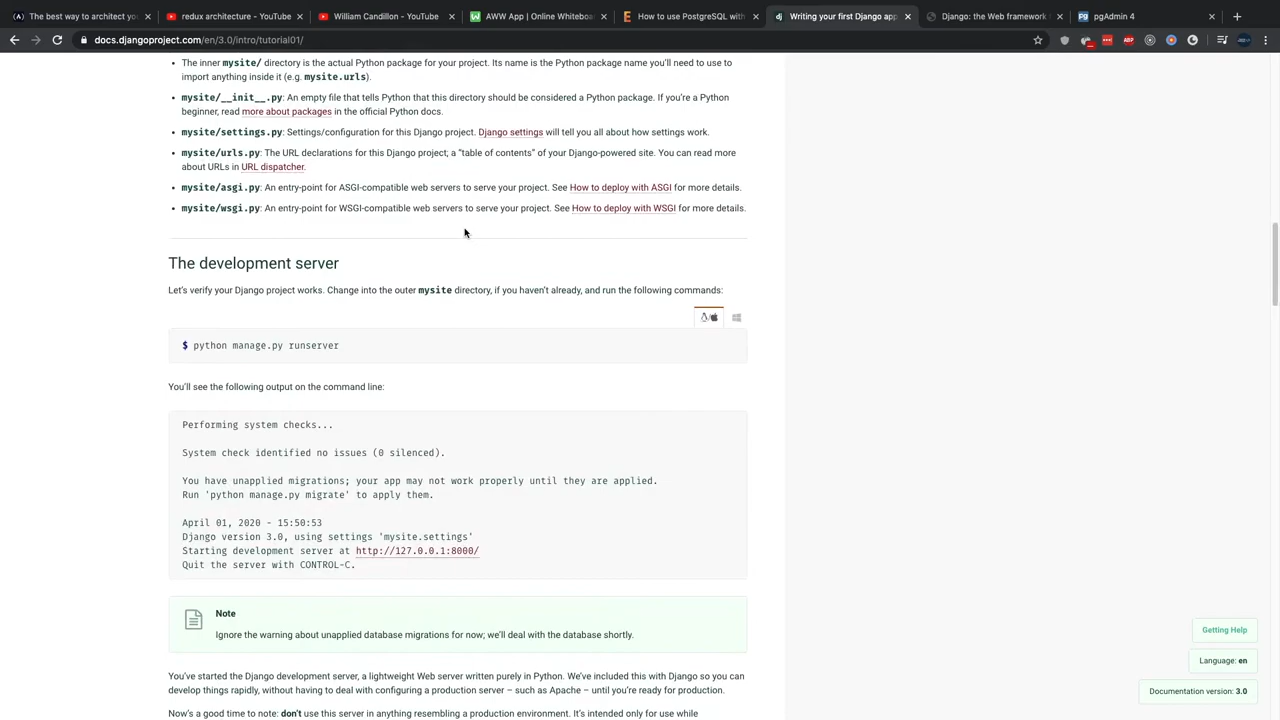 The best way to architect yo
redux architecture - YouTube
William Candillon - YouTube
AWW App | Online Whiteboa
How to use PostgreSQL with
Writing your first Django app
Django: the Web framework
pgAdmin 4
docs.djangoproject.com/en/3.0/intro/tutorial01/
The inner mysite/ directory is the actual Python package for your project. Its name is the Python package name you'll need to use to
import anything inside it (e.g. mysite.urls).
mysite/__init__.py: An empty file that tells Python that this directory should be considered a Python package. If you're a Python
beginner, read more about packages in the official Python docs.
mysite/settings.py: Settings/configuration for this Django project. Django settings will tell you all about how settings work.
mysite/urls.py: The URL declarations for this Django project; a “table of contents” of your Django-powered site. You can read more
about URLs in URL dispatcher.
mysite/asgi.py: An entry-point for ASGI-compatible web servers to serve your project. See How to deploy with ASGI for more details.
mysite/wsgi.py: An entry-point for WSGI-compatible web servers to serve your project. See How to deploy with WSGI for more details.
The development server
Let's verify your Django project works. Change into the outer mysite directory, if you haven't already, and run the following commands:
$ python manage.py runserver
You'll see the following output on the command line:
Performing system checks...
System check identified no issues (0 silenced).
You have unapplied migrations; your app may not work properly until they are applied.
Run 'python manage.py migrate' to apply them.
April 01, 2020 - 15:50:53
Django version 3.0, using settings 'mysite.settings'
Starting development server at http://127.0.0.1:8000/
Quit the server with CONTROL-C.
Note
Ignore the warning about unapplied database migrations for now; we'll deal with the database shortly.
You've started the Django development server, a lightweight Web server written purely in Python. We've included this with Django so you can
develop things rapidly, without having to deal with configuring a production server – such as Apache – until you're ready for production.
Now's a good time to note: don't use this server in anything resembling a production environment. It's intended only for use while
Getting Help
Language: en
Documentation version: 3.0